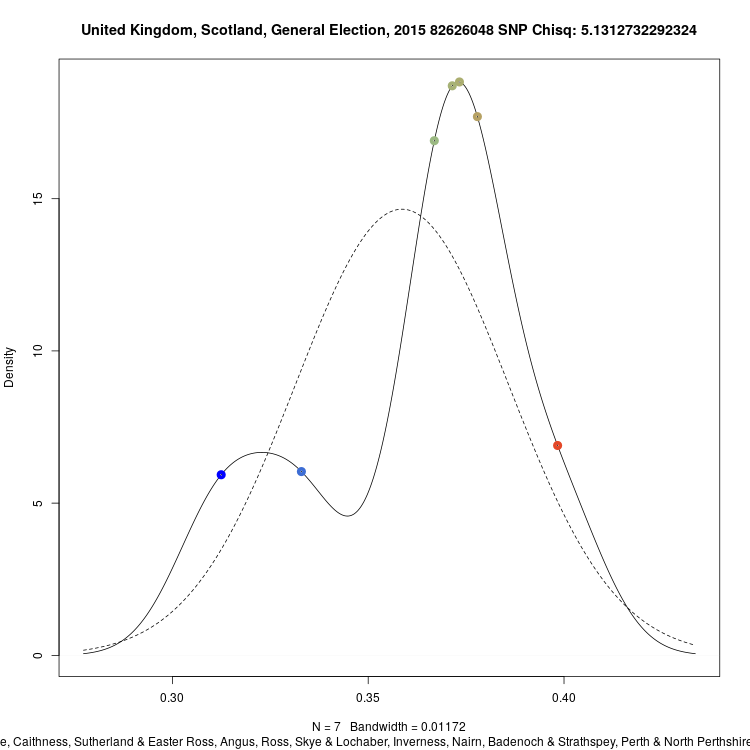 United Kingdom, Scotland, General Election, 2015 82626048 SNP Chisq: 5.1312732292324
Density
15
10
5
0
0.30 0.35 0.40
N = 7 Bandwidth = 0.01172
Caithness, Sutherland & Easter Ross, Angus, Ross, Skye & Lochaber, Inverness, Nairn, Badenoch & Strathspey, Perth & North Perthshire